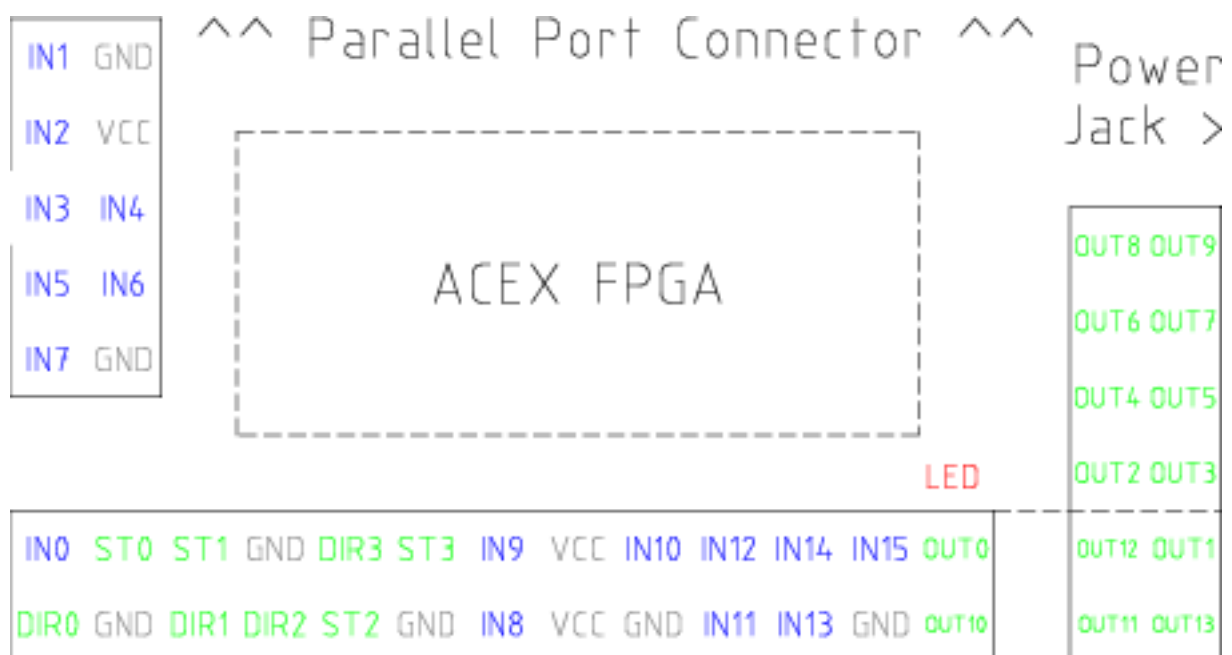 ^^ Parallel Port Connector ^^
Power
Jack >
IN1 GND
IN2 VCC
IN3 IN4
IN5 IN6
IN7 GND
ACEX FPGA
OUT8 OUT9
OUT6 OUT7
OUT4 OUT5
OUT2 OUT3
LED
IN0 ST0 ST1 GND DIR3 ST3 IN9 VCC IN10 IN12 IN14 IN15 OUT0
DIR0 GND DIR1 DIR2 ST2 GND IN8 VCC GND IN11 IN13 GND OUT10
OUT12 OUT1
OUT11 OUT13